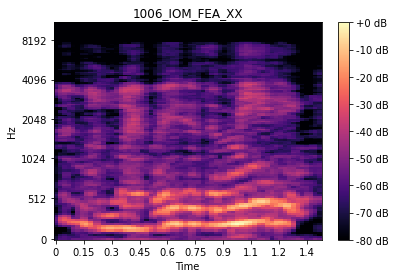 1006_IOM_FEA_XX
8192
4096
2048
1024
512
0
Hz
0 0.15 0.3 0.45 0.6 0.75 0.9 1.1 1.2 1.4
Time
+0 dB
-10 dB
-20 dB
-30 dB
-40 dB
-50 dB
-60 dB
-70 dB
-80 dB